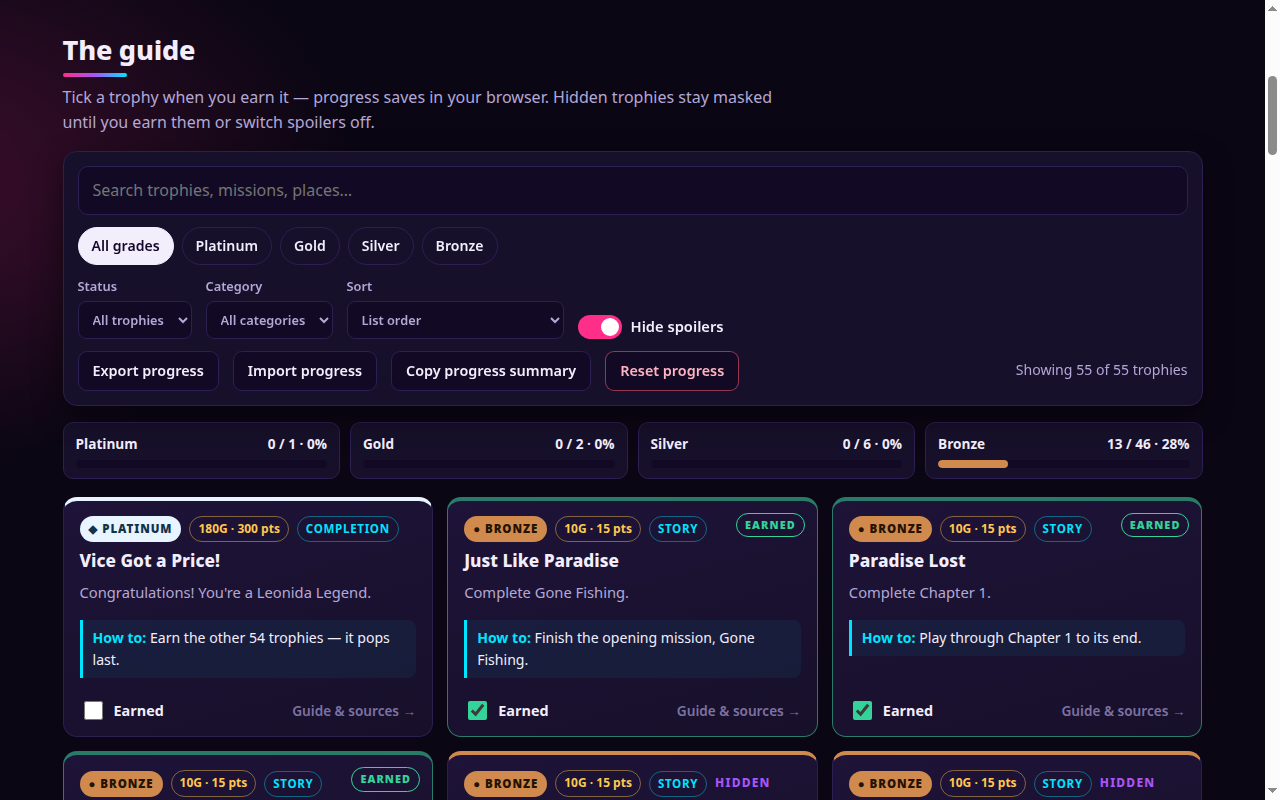 The guide
Tick a trophy when you earn it — progress saves in your browser. Hidden trophies stay masked
until you earn them or switch spoilers off.
Search trophies, missions, places...
All grades
Platinum
Gold
Silver
Bronze
Status
Category
Sort
All trophies
All categories
List order
Hide spoilers
Export progress
Import progress
Copy progress summary
Reset progress
Showing 55 of 55 trophies
Platinum 0 / 1 · 0%
Gold 0 / 2 · 0%
Silver 0 / 6 · 0%
Bronze 13 / 46 · 28%
◆ PLATINUM 180G · 300 pts COMPLETION
Vice Got a Price!
Congratulations! You're a Leonida Legend.
How to: Earn the other 54 trophies — it pops
last.
Earned Guide & sources →
● BRONZE 10G · 15 pts STORY EARNED
Just Like Paradise
Complete Gone Fishing.
How to: Finish the opening mission, Gone
Fishing.
Earned Guide & sources →
● BRONZE 10G · 15 pts STORY EARNED
Paradise Lost
Complete Chapter 1.
How to: Play through Chapter 1 to its end.
Earned Guide & sources →
● BRONZE 10G · 15 pts STORY EARNED
● BRONZE 10G · 15 pts STORY HIDDEN
● BRONZE 10G · 15 pts STORY HIDDEN